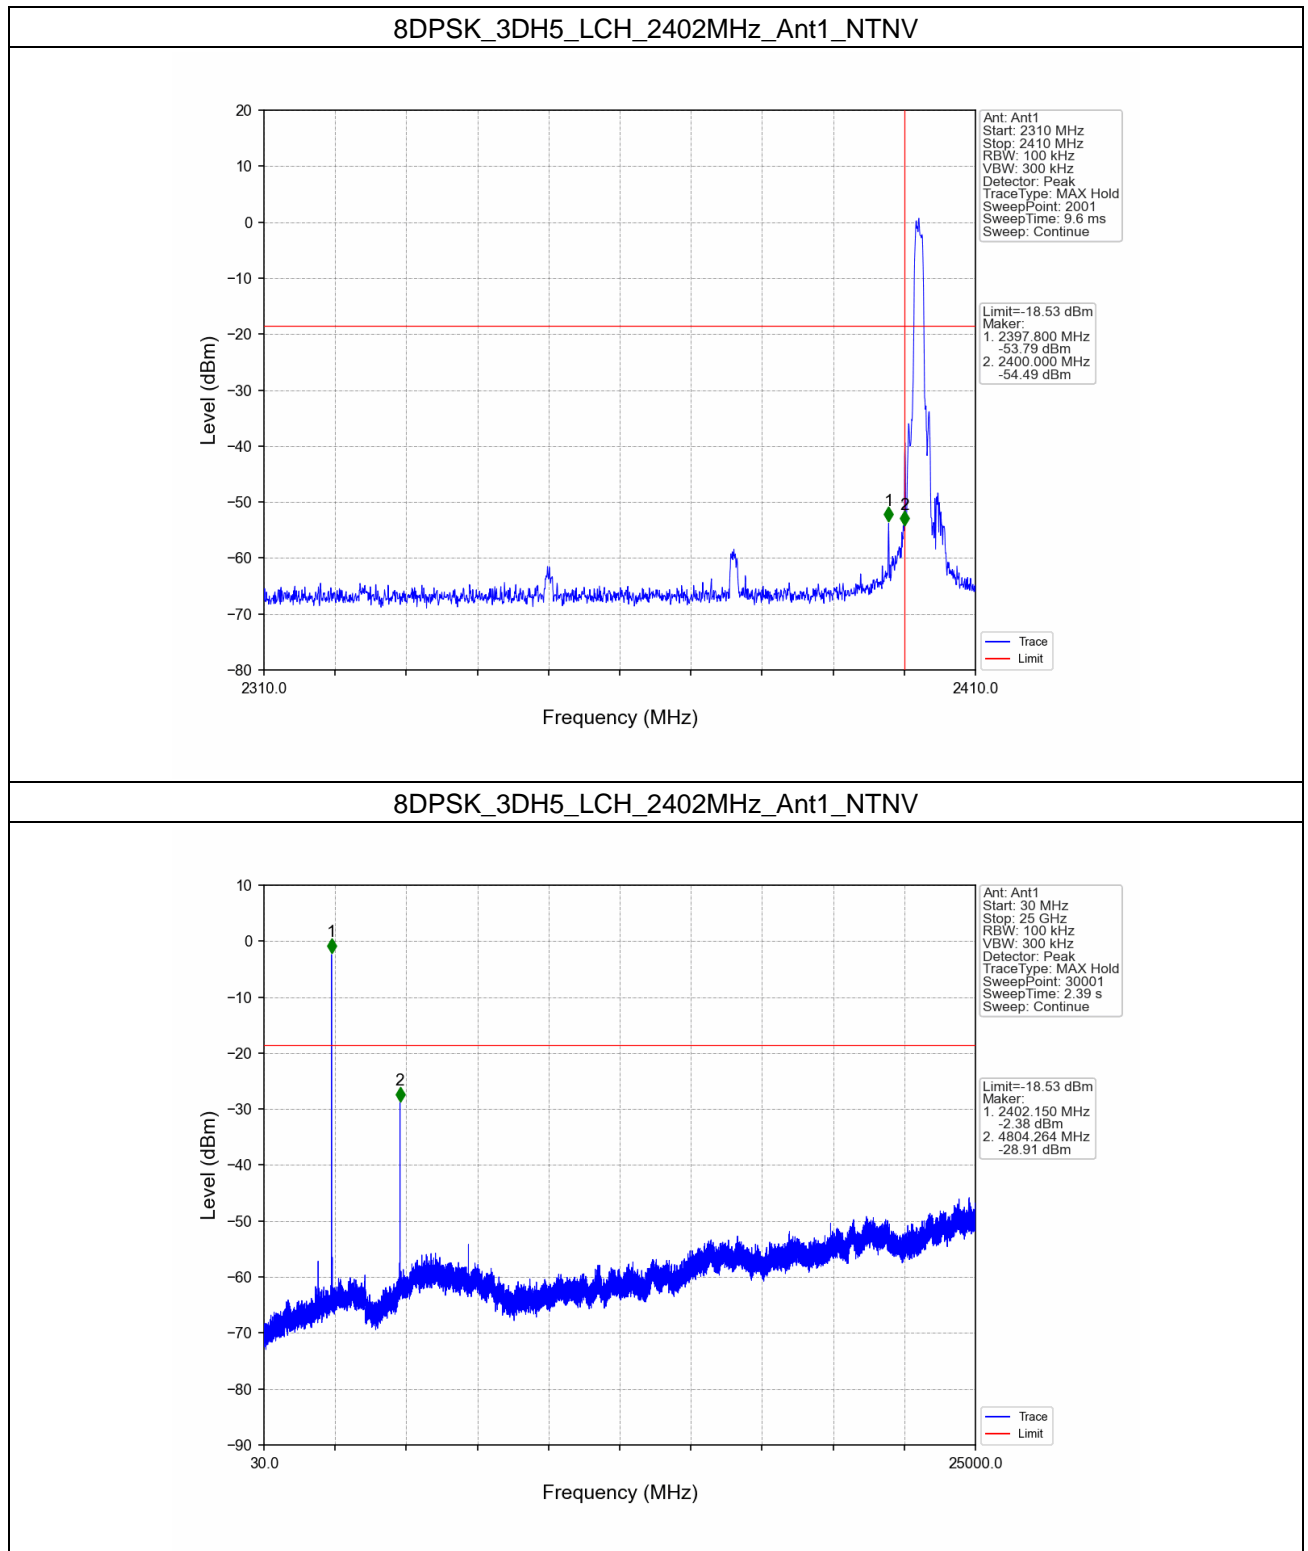 8DPSK_3DH5_LCH_2402MHz_Ant1_NTNV
20
10
0
−10
−20
−30
−40
−50
−60
−70
−80
Level (dBm)
1
2
2310.0
2410.0
Frequency (MHz)
Ant: Ant1
Start: 2310 MHz
Stop: 2410 MHz
RBW: 100 kHz
VBW: 300 kHz
Detector: Peak
TraceType: MAX Hold
SweepPoint: 2001
SweepTime: 9.6 ms
Sweep: Continue
Limit=-18.53 dBm
Maker:
1. 2397.800 MHz
-53.79 dBm
2. 2400.000 MHz
-54.49 dBm
Trace
Limit
8DPSK_3DH5_LCH_2402MHz_Ant1_NTNV
10
0
−10
−20
−30
−40
−50
−60
−70
−80
−90
Level (dBm)
1
2
30.0
25000.0
Frequency (MHz)
Ant: Ant1
Start: 30 MHz
Stop: 25 GHz
RBW: 100 kHz
VBW: 300 kHz
Detector: Peak
TraceType: MAX Hold
SweepPoint: 30001
SweepTime: 2.39 s
Sweep: Continue
Limit=-18.53 dBm
Maker:
1. 2402.150 MHz
-2.38 dBm
2. 4804.264 MHz
-28.91 dBm
Trace
Limit